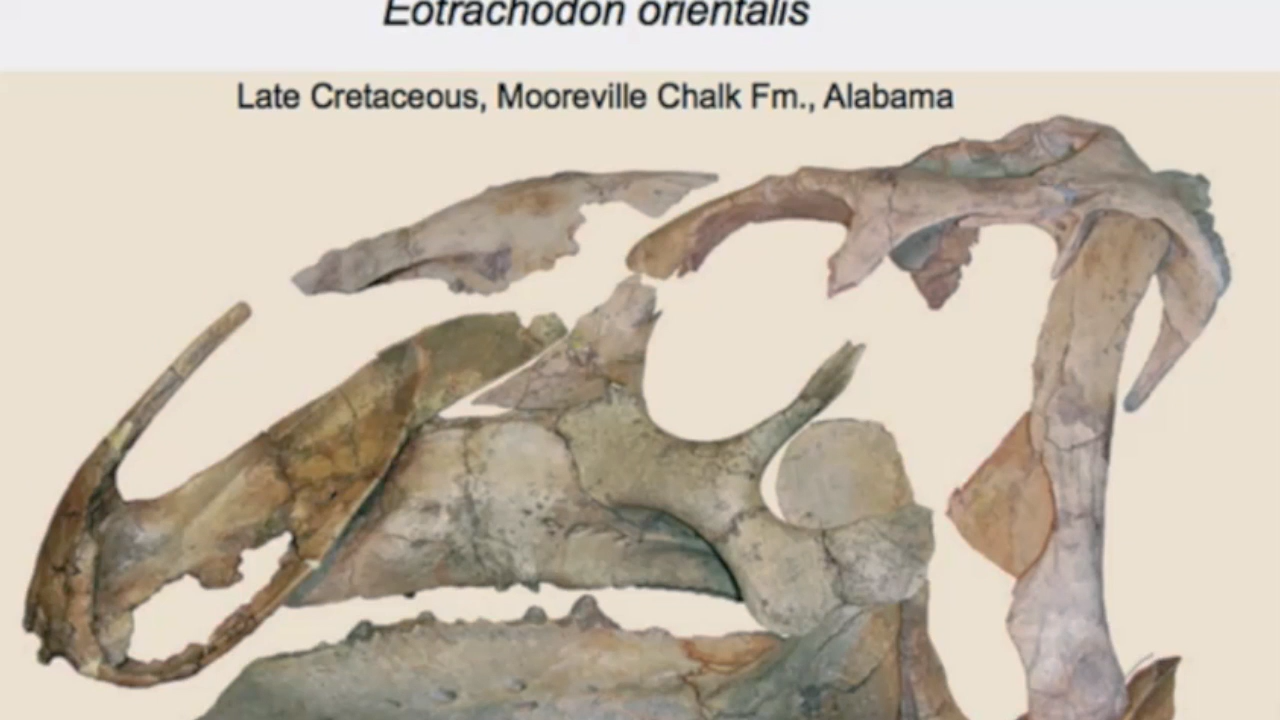 Eotrachodon orientalis
Late Cretaceous, Mooreville Chalk Fm., Alabama